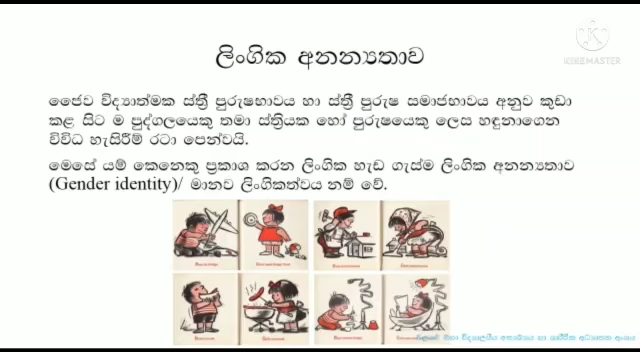 ලිංගික අනන්‍යතාව
KINEMASTER
ජෛව විද්‍යාත්මක ස්ත්‍රී පුරුෂභාවය හා ස්ත්‍රී පුරුෂ සමාජභාවය අනුව කුඩා
කළ සිට ම පුද්ගලයෙකු තමා ස්ත්‍රියක හෝ පුරුෂයෙකු ලෙස හඳුනාගෙන
විවිධ හැසිරීම් රටා පෙන්වයි.
මෙසේ යම් කෙනෙකු ප්‍රකාශ කරන ලිංගික හැඩ ගැස්ම ලිංගික අනන්‍යතාව
(Gender identity)/ මානව ලිංගිකත්වය නම් වේ.